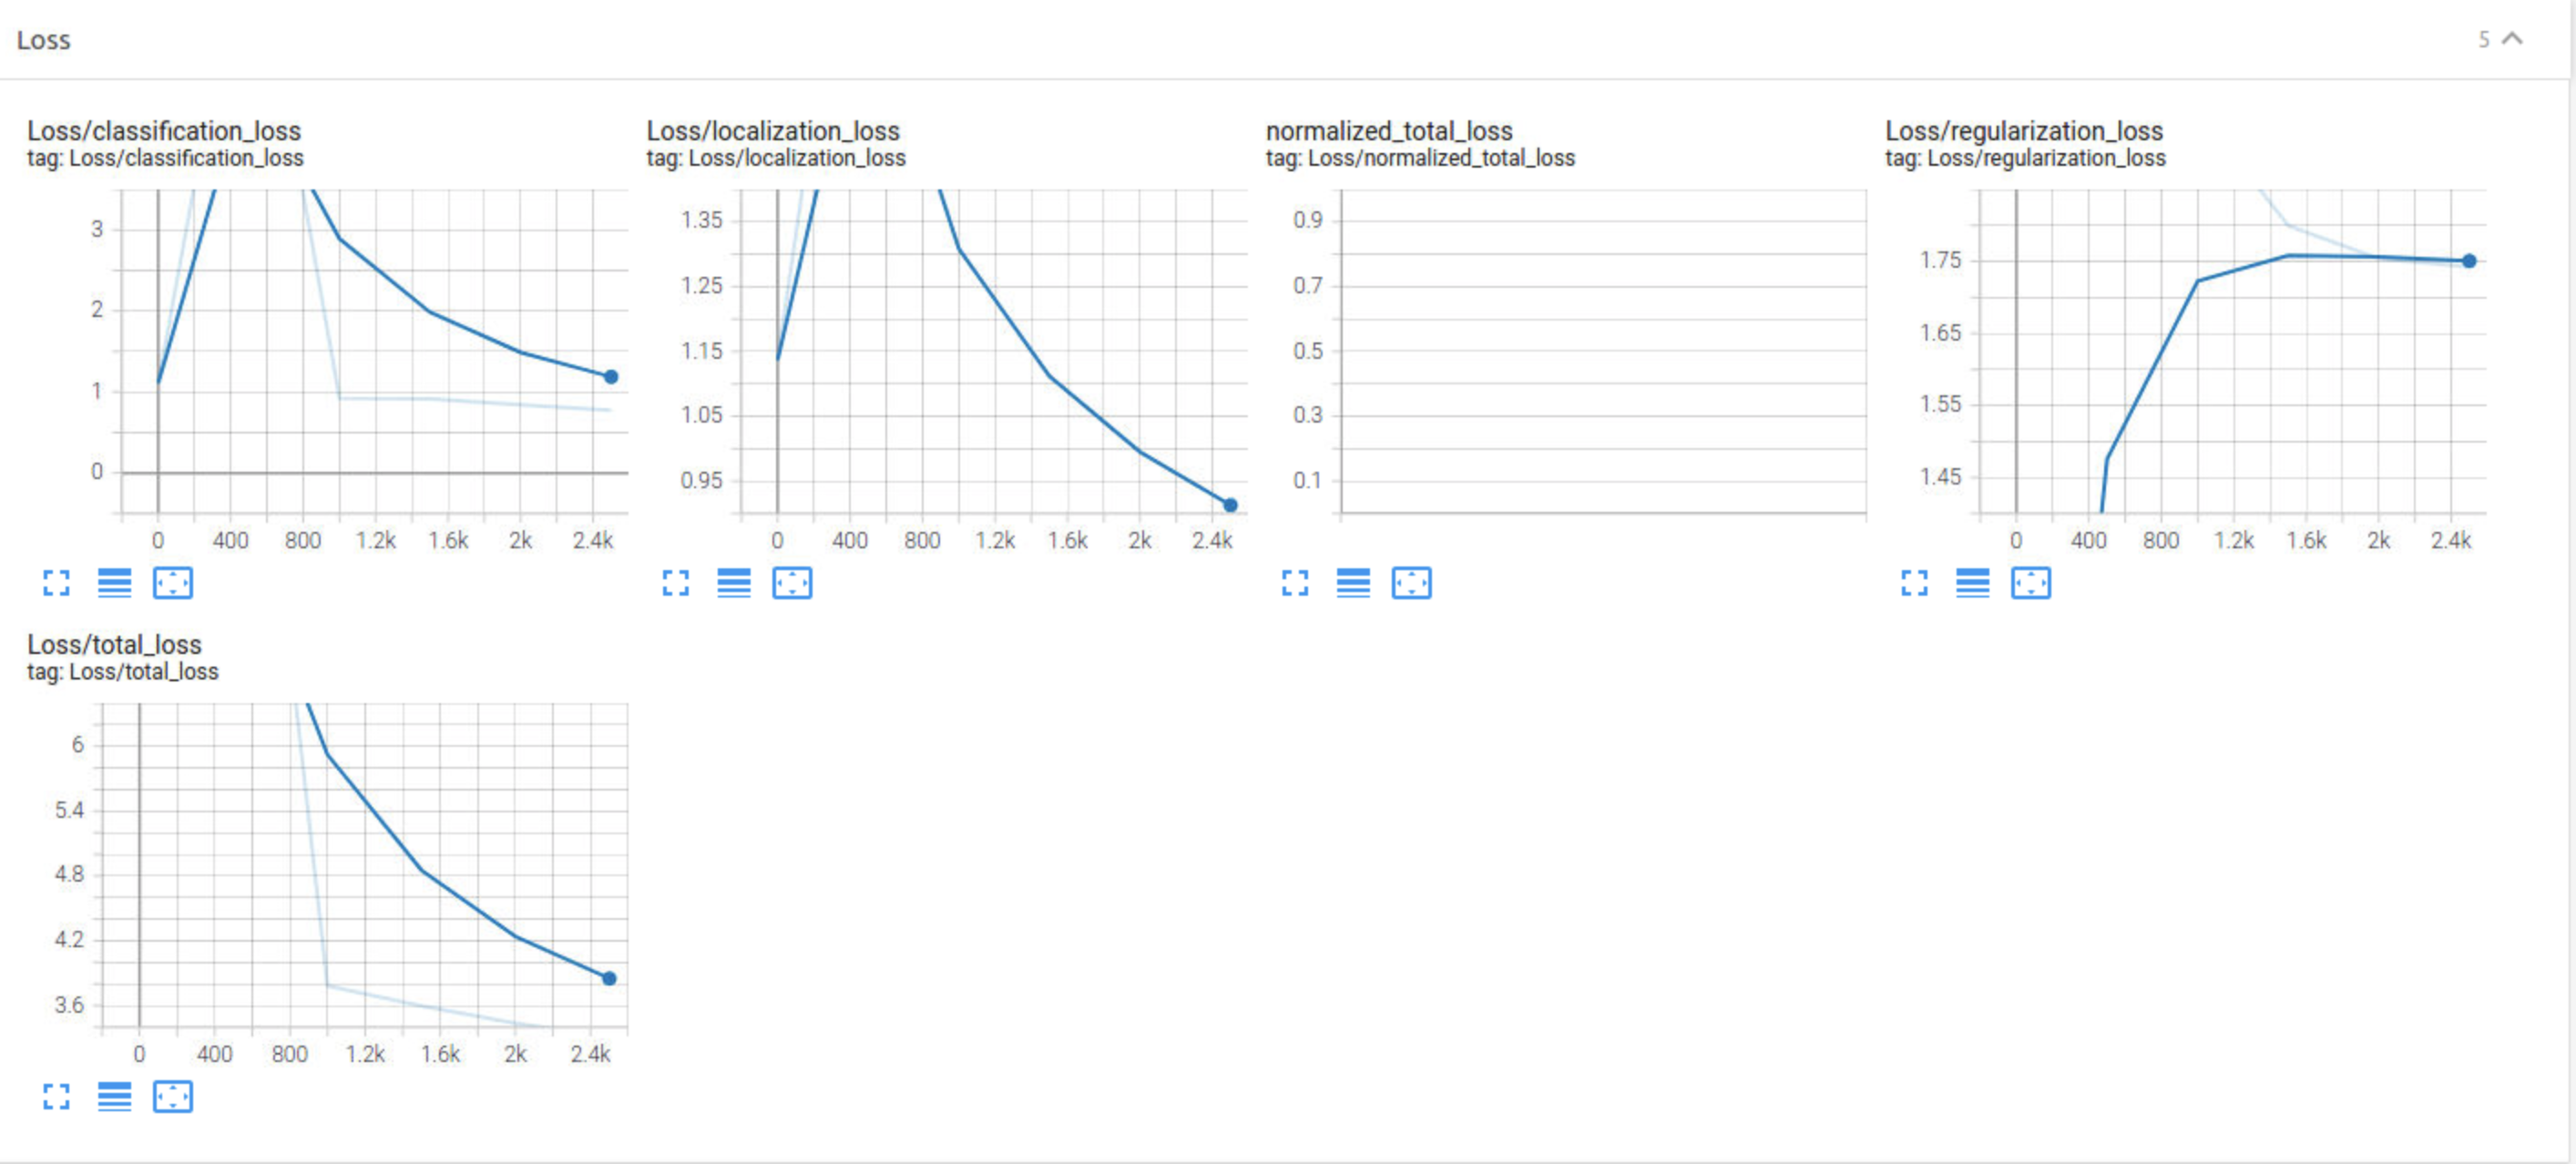 Loss
5
Loss/classification_loss
tag: Loss/classification_loss
3
2
1
0
0 400 800 1.2k 1.6k 2k 2.4k
Loss/localization_loss
tag: Loss/localization_loss
1.35
1.25
1.15
1.05
0.95
0 400 800 1.2k 1.6k 2k 2.4k
normalized_total_loss
tag: Loss/normalized_total_loss
0.9
0.7
0.5
0.3
0.1
Loss/regularization_loss
tag: Loss/regularization_loss
1.75
1.65
1.55
1.45
0 400 800 1.2k 1.6k 2k 2.4k
Loss/total_loss
tag: Loss/total_loss
6
5.4
4.8
4.2
3.6
0 400 800 1.2k 1.6k 2k 2.4k